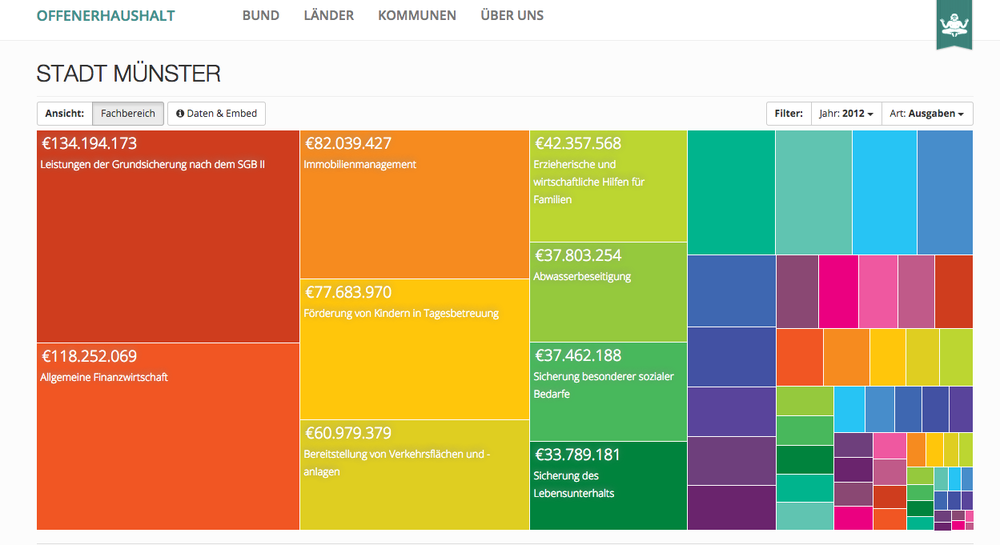 OFFENERHAUSHALT
BUND LÄNDER KOMMUNEN ÜBER UNS
STADT MÜNSTER
Ansicht: Fachbereich Daten & Embed
Filter: Jahr: 2012 Art: Ausgaben
€134.194.173
Leistungen der Grundsicherung nach dem SGB II
€118.252.069
Allgemeine Finanzwirtschaft
€82.039.427
Immobilienmanagement
€77.683.970
Förderung von Kindern in Tagesbetreuung
€60.979.379
Bereitstellung von Verkehrsflächen und -
anlagen
€42.357.568
Erzieherische und
wirtschaftliche Hilfen für
Familien
€37.803.254
Abwasserbeseitigung
€37.462.188
Sicherung besonderer sozialer
Bedarfe
€33.789.181
Sicherung des
Lebensunterhalts